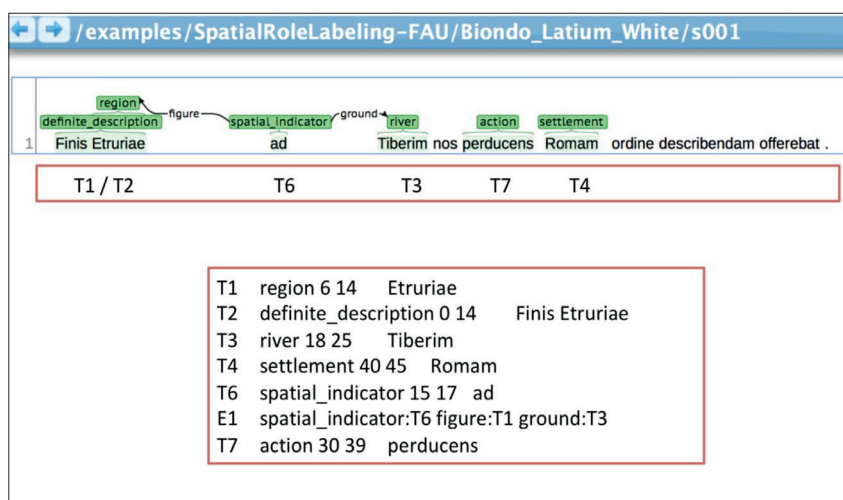 /examples/SpatialRoleLabeling-FAU/Biondo_Latium_White/s001
region
definite_description figure spatial_indicator ground river action settlement
1 Finis Etruriae ad Tiberim nos perducens Romam ordine describendam offerebat .
T1 / T2 T6 T3 T7 T4
T1 region 6 14 Etruriae
T2 definite_description 0 14 Finis Etruriae
T3 river 18 25 Tiberim
T4 settlement 40 45 Romam
T6 spatial_indicator 15 17 ad
E1 spatial_indicator:T6 figure:T1 ground:T3
T7 action 30 39 perducens